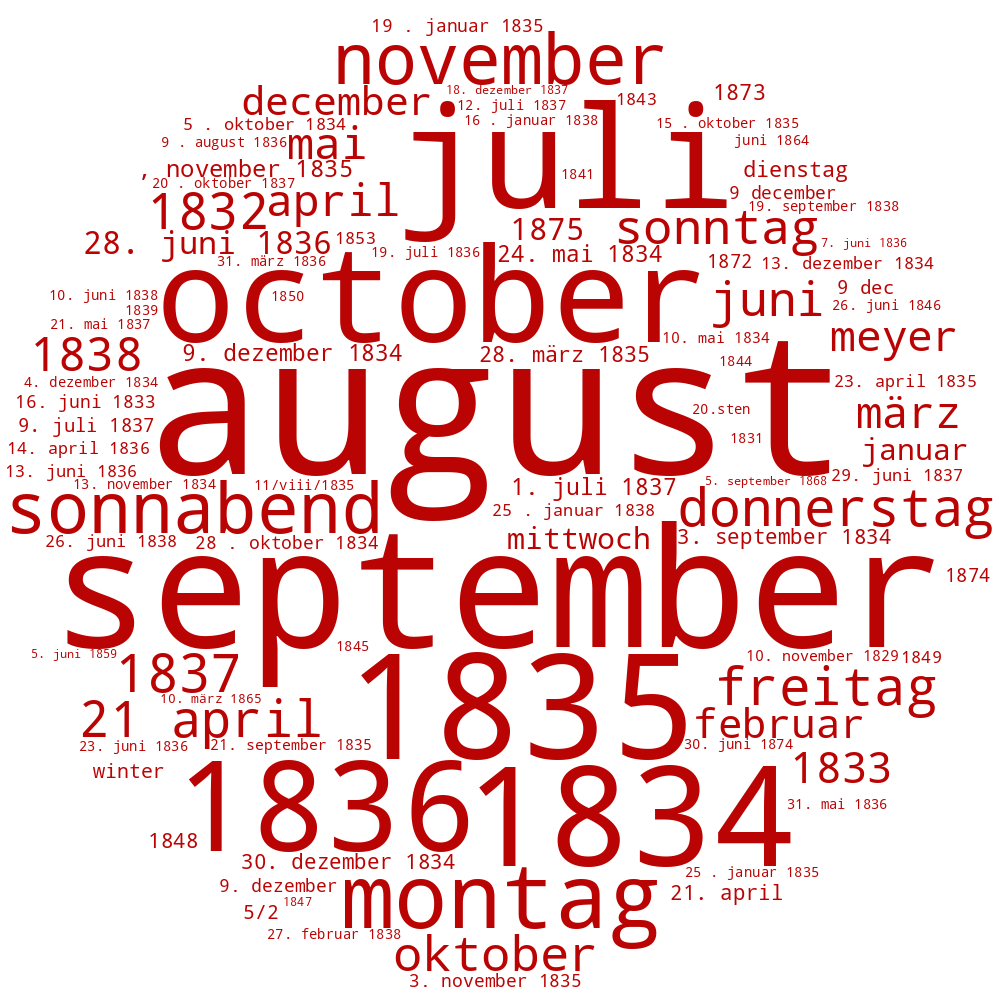 19 . januar 1835
november
18. dezember 1837
december
12. juli 1837
1843
1873
juli
5 . oktober 1834
16 . januar 1838
15 . oktober 1835
9 . august 1836
mai
juni 1864
, november 1835
1841
dienstag
20 . oktober 1837
april
9 december
1832
19. september 1838
1875
sonntag
28. juni 1836
1853
7. juni 1836
19. juli 1836
24. mai 1834
31. märz 1836
1872
13. dezember 1834
october
9 dec
10. juni 1838
1850
juni
26. juni 1846
1839
21. mai 1837
10. mai 1834
meyer
1838
9. dezember 1834
28. märz 1835
1844
4. dezember 1834
august
23. april 1835
16. juni 1833
20.sten
märz
9. juli 1837
1831
14. april 1836
januar
13. juni 1836
29. juni 1837
13. november 1834
11/viii/1835
1. juli 1837
5. september 1868
sonnabend
25 . januar 1838
donnerstag
26. juni 1838
28 . oktober 1834
mittwoch
3. september 1834
september
1874
1845
5. juni 1859
10. november 1829
1849
1837
1835
freitag
10. märz 1865
21 april
februar
23. juni 1836
21. september 1835
30. juni 1874
winter
1836
1834
1833
31. mai 1836
1848
30. dezember 1834
25 . januar 1835
9. dezember
montag
21. april
1847
5/2
27. februar 1838
oktober
3. november 1835